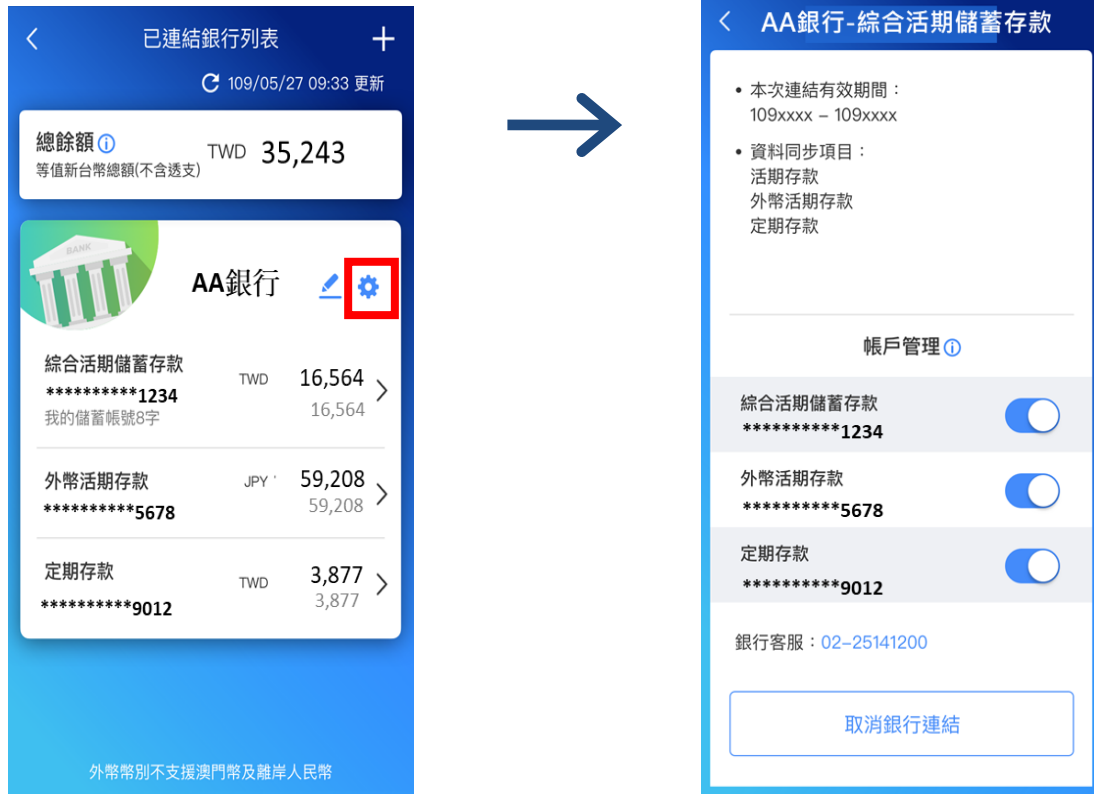 已連結銀行列表
109/05/27 09:33 更新
總餘額
TWD 35,243
等值新台幣總額(不含透支)
BANK
AA銀行
綜合活期儲蓄存款
TWD 16,564
**********1234
16,564
我的儲蓄帳號8字
外幣活期存款
JPY ' 59,208
**********5678
59,208
定期存款
TWD 3,877
**********9012
3,877
外幣幣別不支援澳門幣及離岸人民幣
AA銀行-綜合活期儲蓄存款
• 本次連結有效期間：
109xxxx – 109xxxx
• 資料同步項目：
活期存款
外幣活期存款
定期存款
帳戶管理
綜合活期儲蓄存款
**********1234
外幣活期存款
**********5678
定期存款
**********9012
銀行客服：02-25141200
取消銀行連結